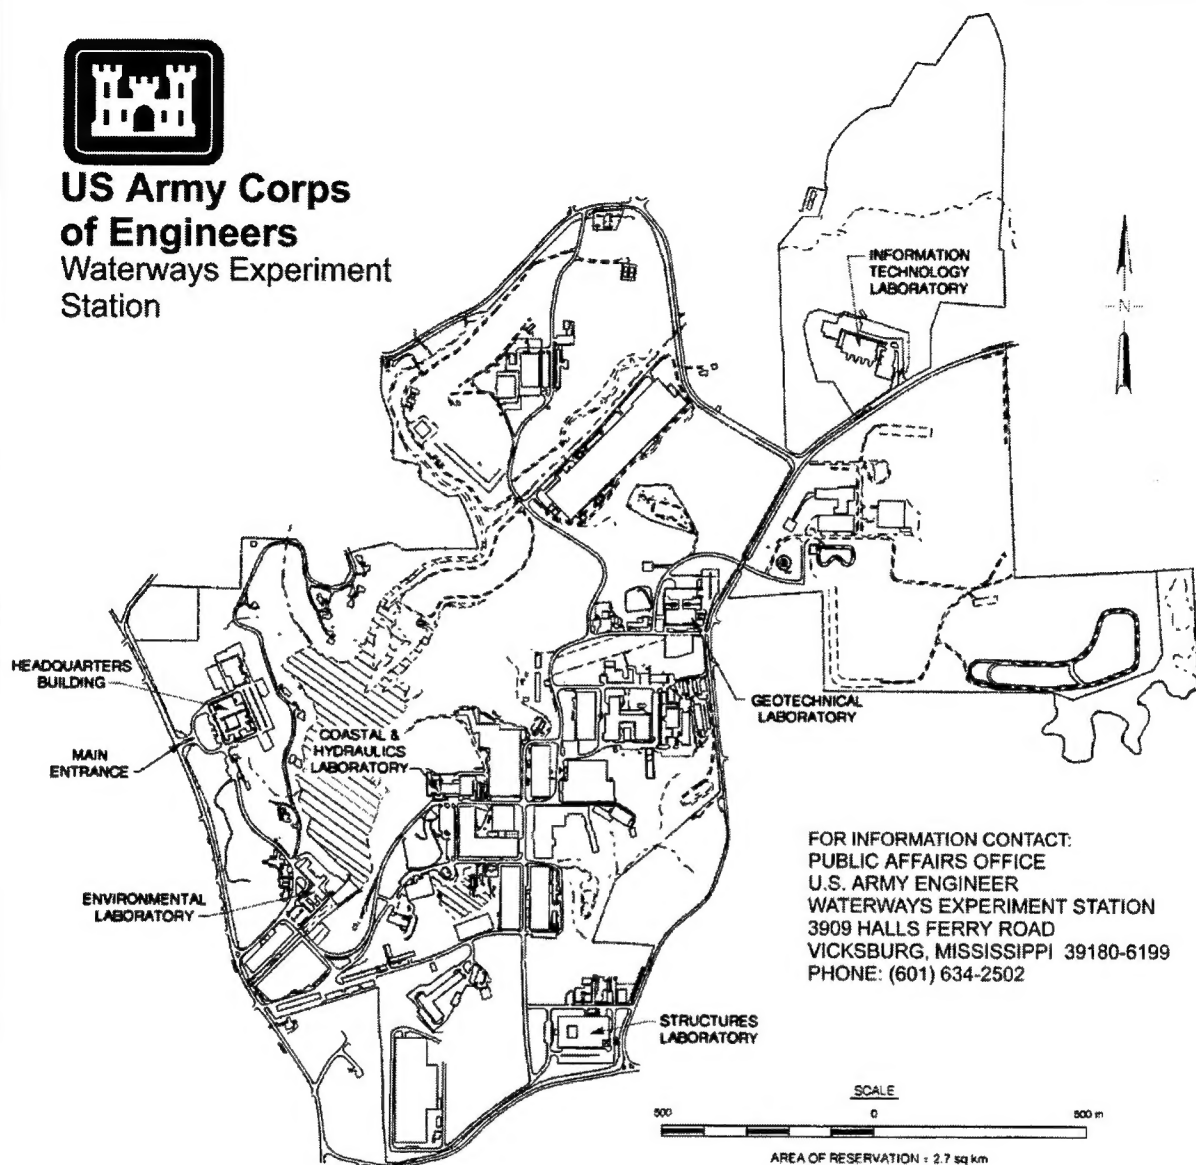 US Army Corps
of Engineers
Waterways Experiment
Station
INFORMATION
TECHNOLOGY
LABORATORY
N
HEADQUARTERS
BUILDING
MAIN
ENTRANCE
COASTAL &
HYDRAULICS
LABORATORY
GEOTECHNICAL
LABORATORY
ENVIRONMENTAL
LABORATORY
FOR INFORMATION CONTACT:
PUBLIC AFFAIRS OFFICE
U.S. ARMY ENGINEER
WATERWAYS EXPERIMENT STATION
3909 HALLS FERRY ROAD
VICKSBURG, MISSISSIPPI 39180-6199
PHONE: (601) 634-2502
STRUCTURES
LABORATORY
SCALE
500 0 500 m
AREA OF RESERVATION = 2.7 sq km